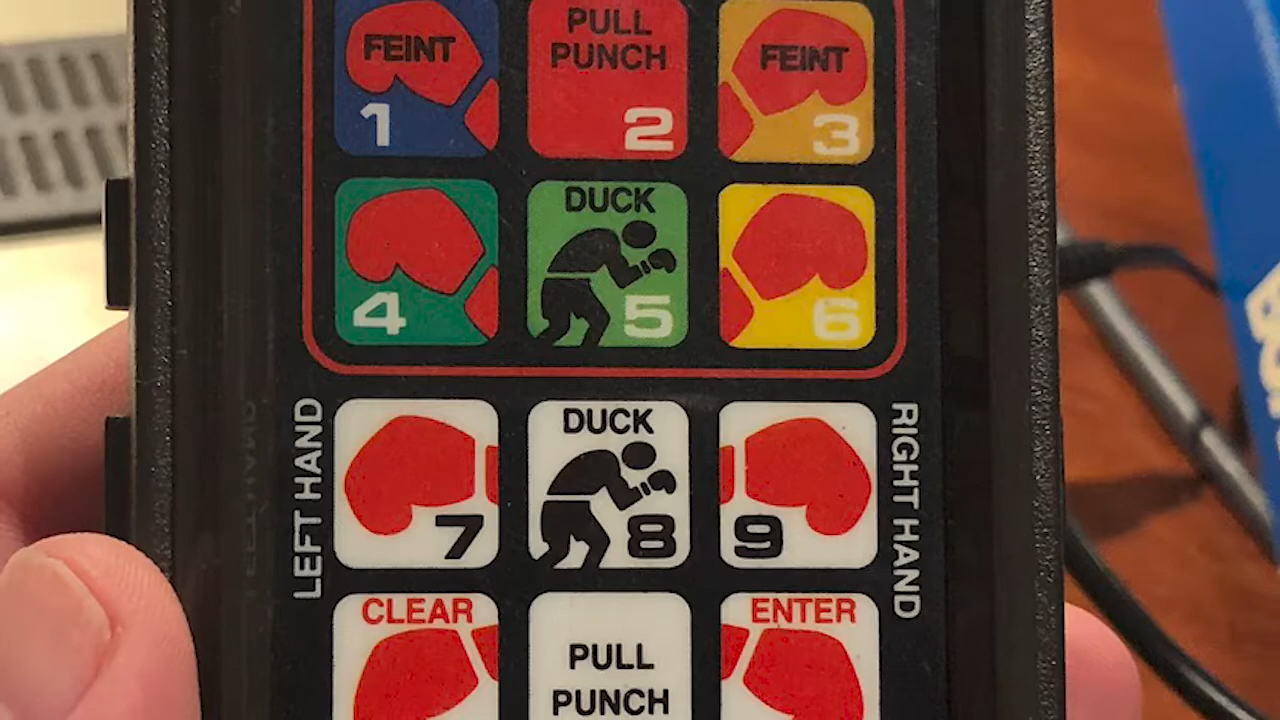 FEINT
1
PULL
PUNCH
2
FEINT
3
4
DUCK
5
6
LEFT HAND
7
DUCK
8
9
RIGHT HAND
CLEAR
PULL
PUNCH
ENTER